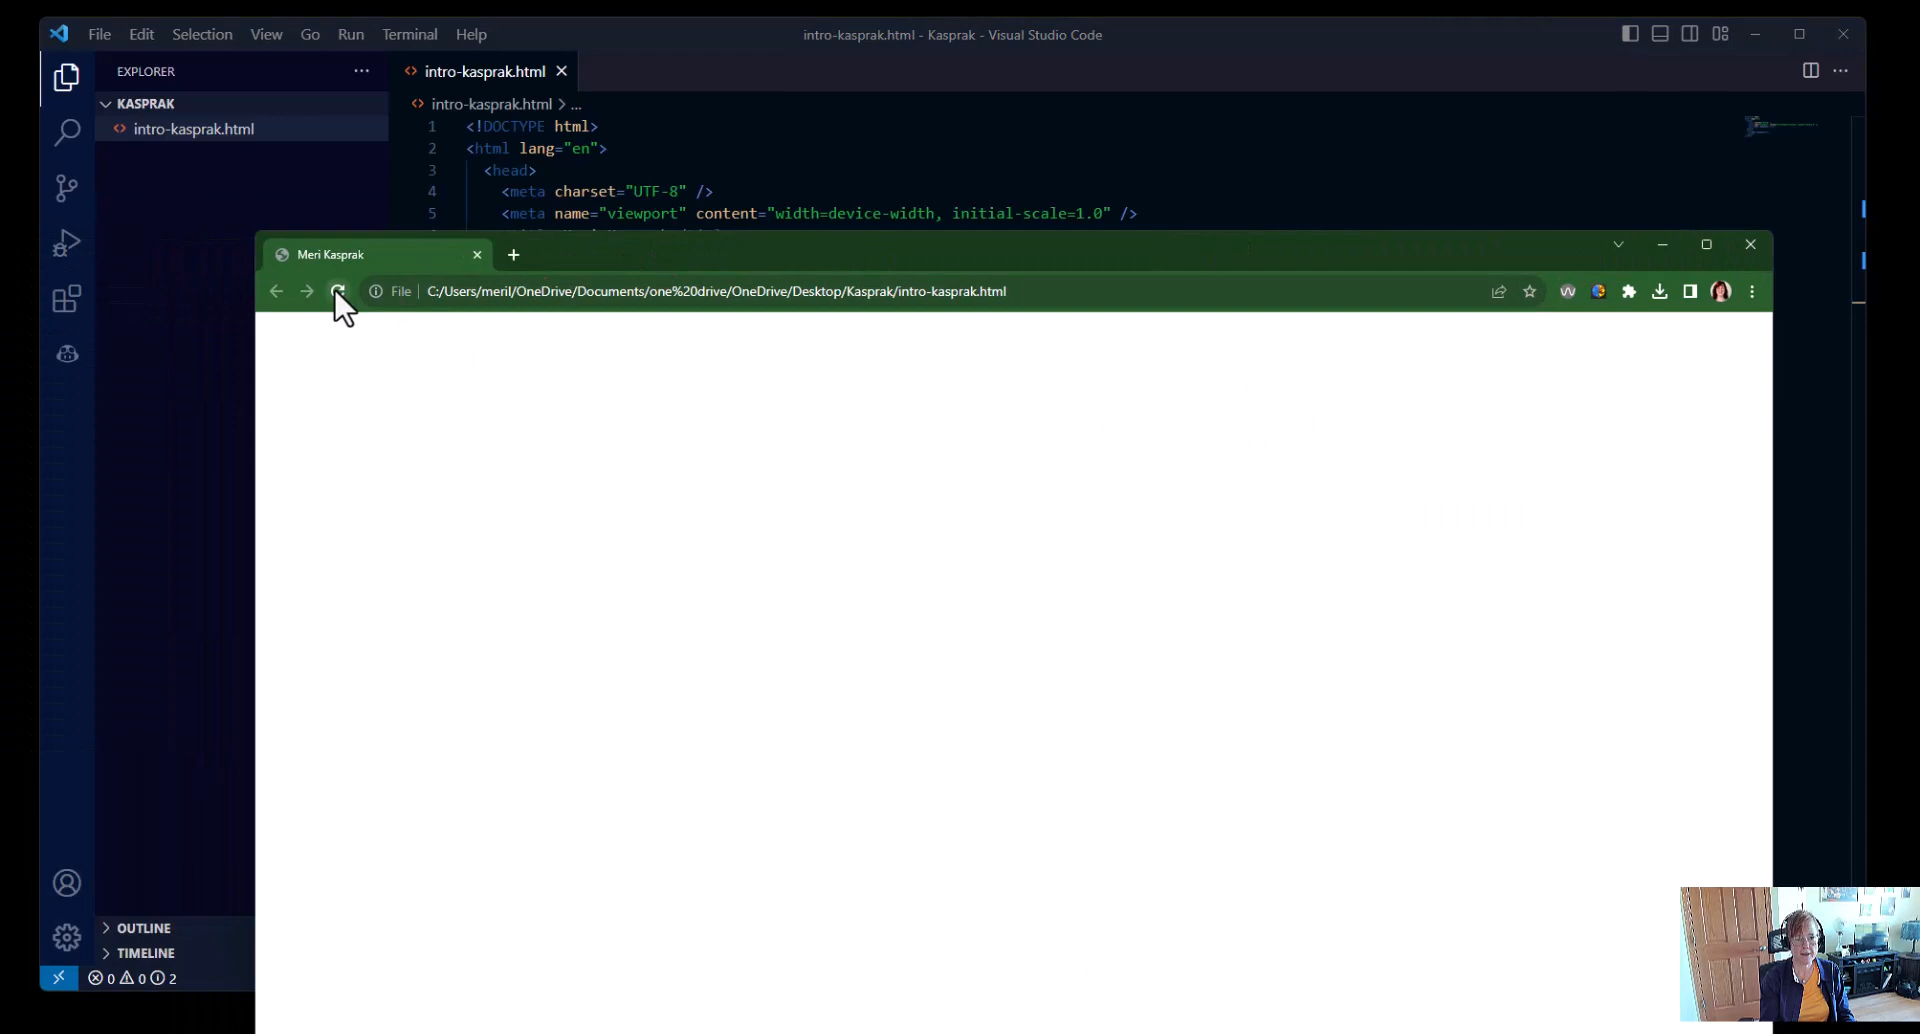 File Edit Selection View Go Run Terminal Help
intro-kasprak.html - Kasprak - Visual Studio Code
EXPLORER
KASPRAK
intro-kasprak.html
intro-kasprak.html
intro-kasprak.html > ...
1 <!DOCTYPE html>
2 <html lang="en">
3 <head>
4 <meta charset="UTF-8" />
5 <meta name="viewport" content="width=device-width, initial-scale=1.0" />
Meri Kasprak
File C:/Users/meril/OneDrive/Documents/one%20drive/OneDrive/Desktop/Kasprak/intro-kasprak.html
OUTLINE
TIMELINE
0 0 2